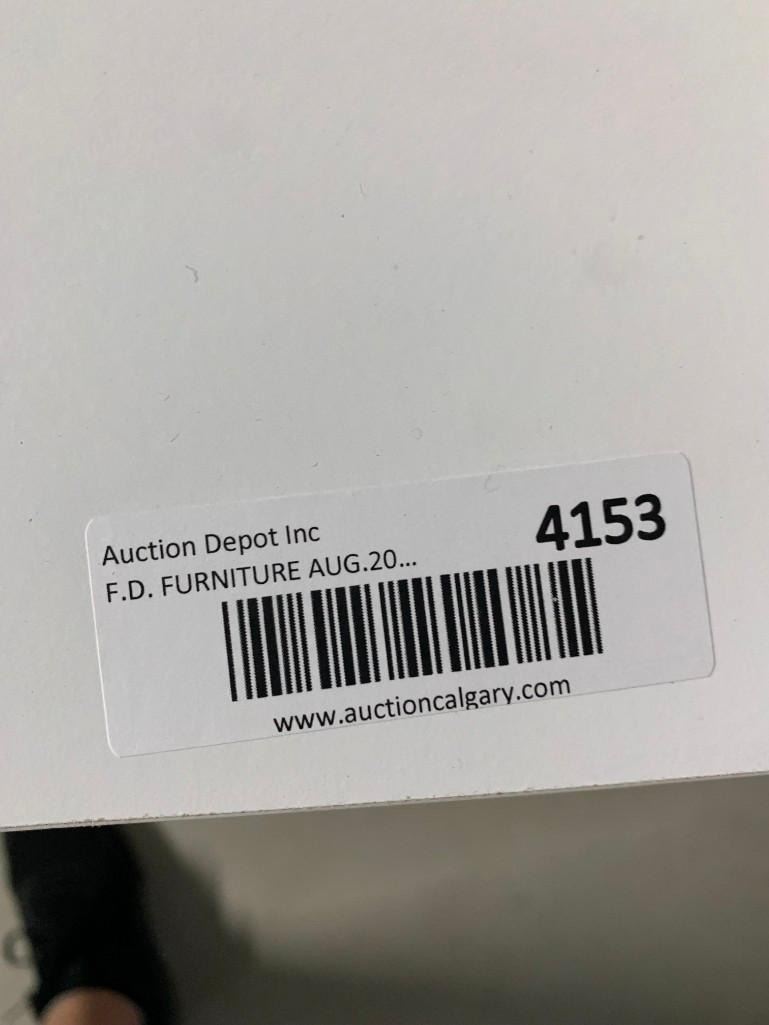 Auction Depot Inc
4153
F.D. FURNITURE AUG.20...
www.auctioncalgary.com